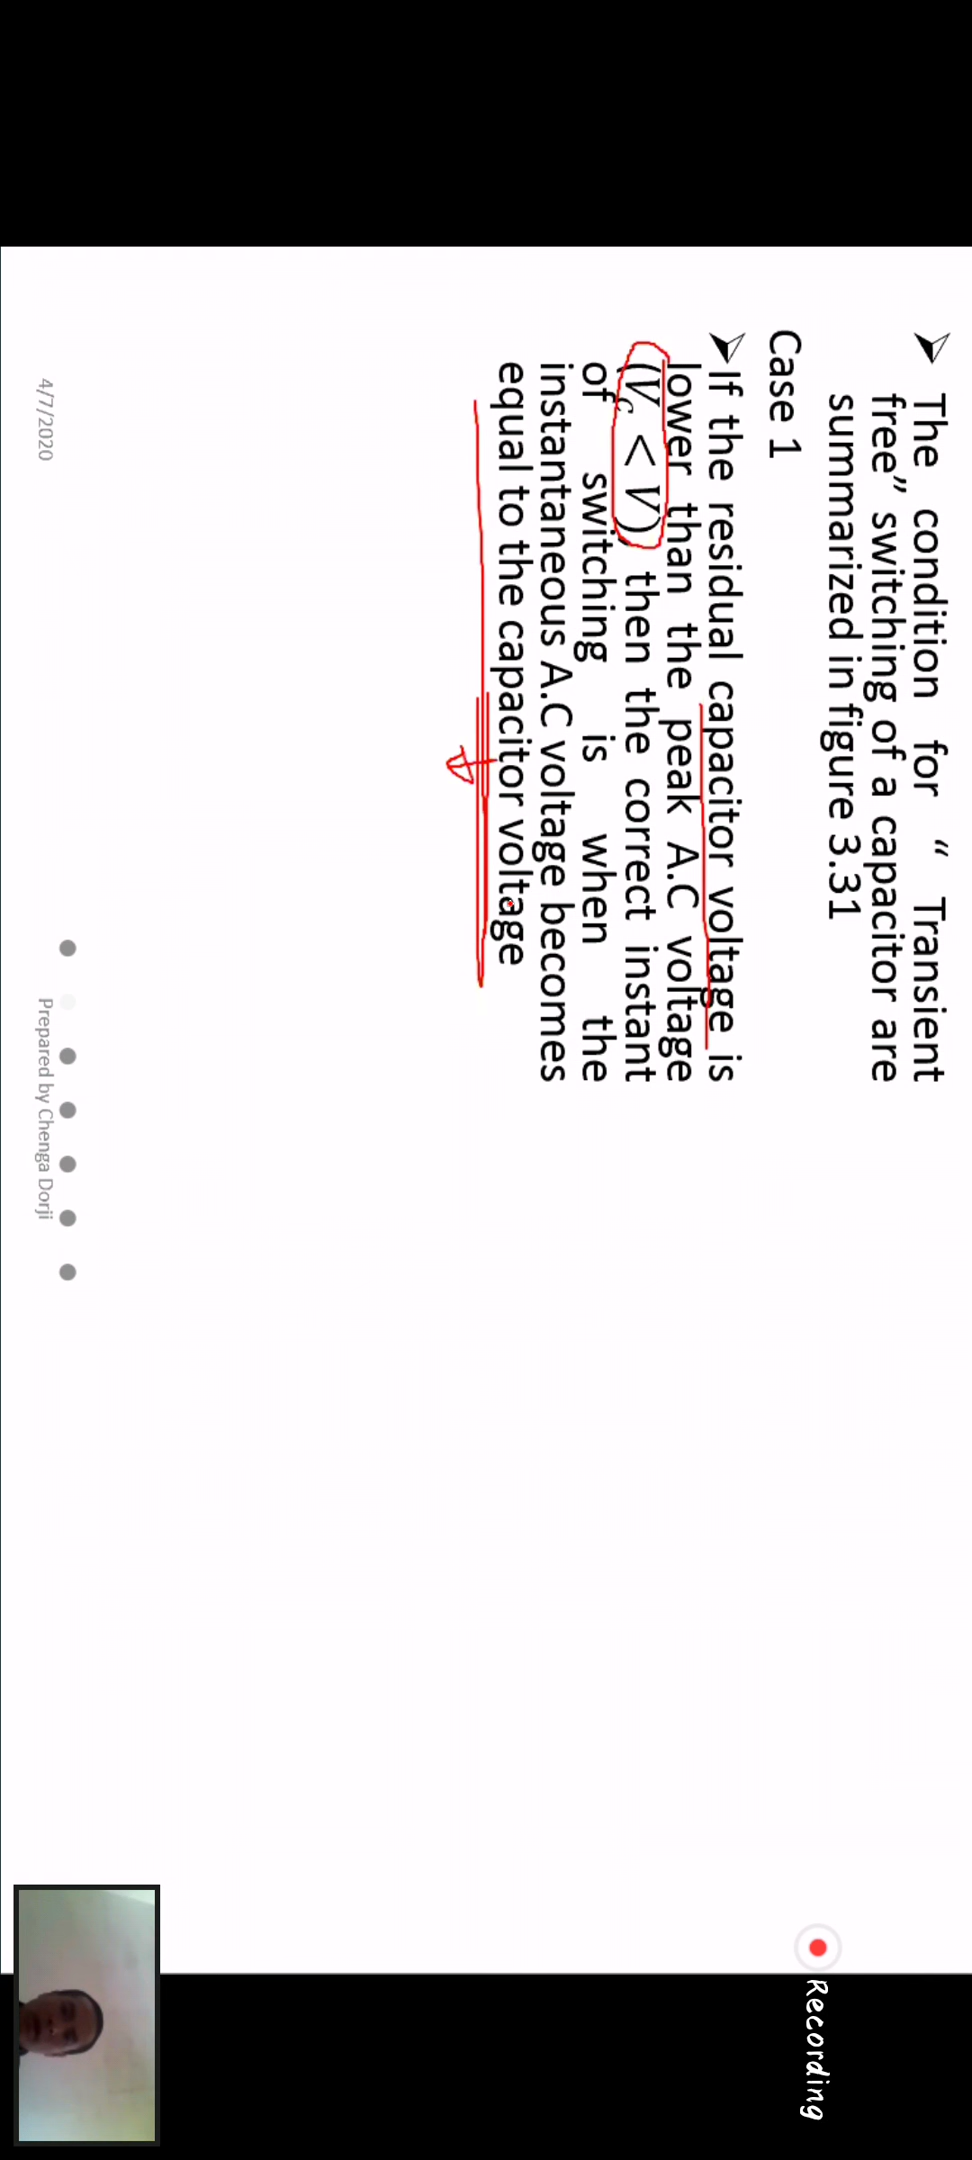 ➢ The condition for “ Transient
free” switching of a capacitor are
summarized in figure 3.31
Case 1
➢If the residual capacitor voltage is
lower than the peak A.C voltage
(V_c < V), then the correct instant
of switching is when the
instantaneous A.C voltage becomes
equal to the capacitor voltage
4/7/2020
Prepared by Chenga Dorji
Recording